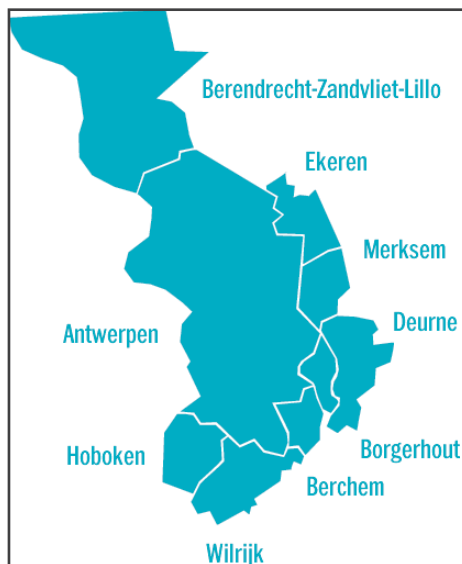 Berendrecht-Zandvliet-Lillo
Ekeren
Merksem
Deurne
Antwerpen
Borgerhout
Hoboken
Berchem
Wilrijk